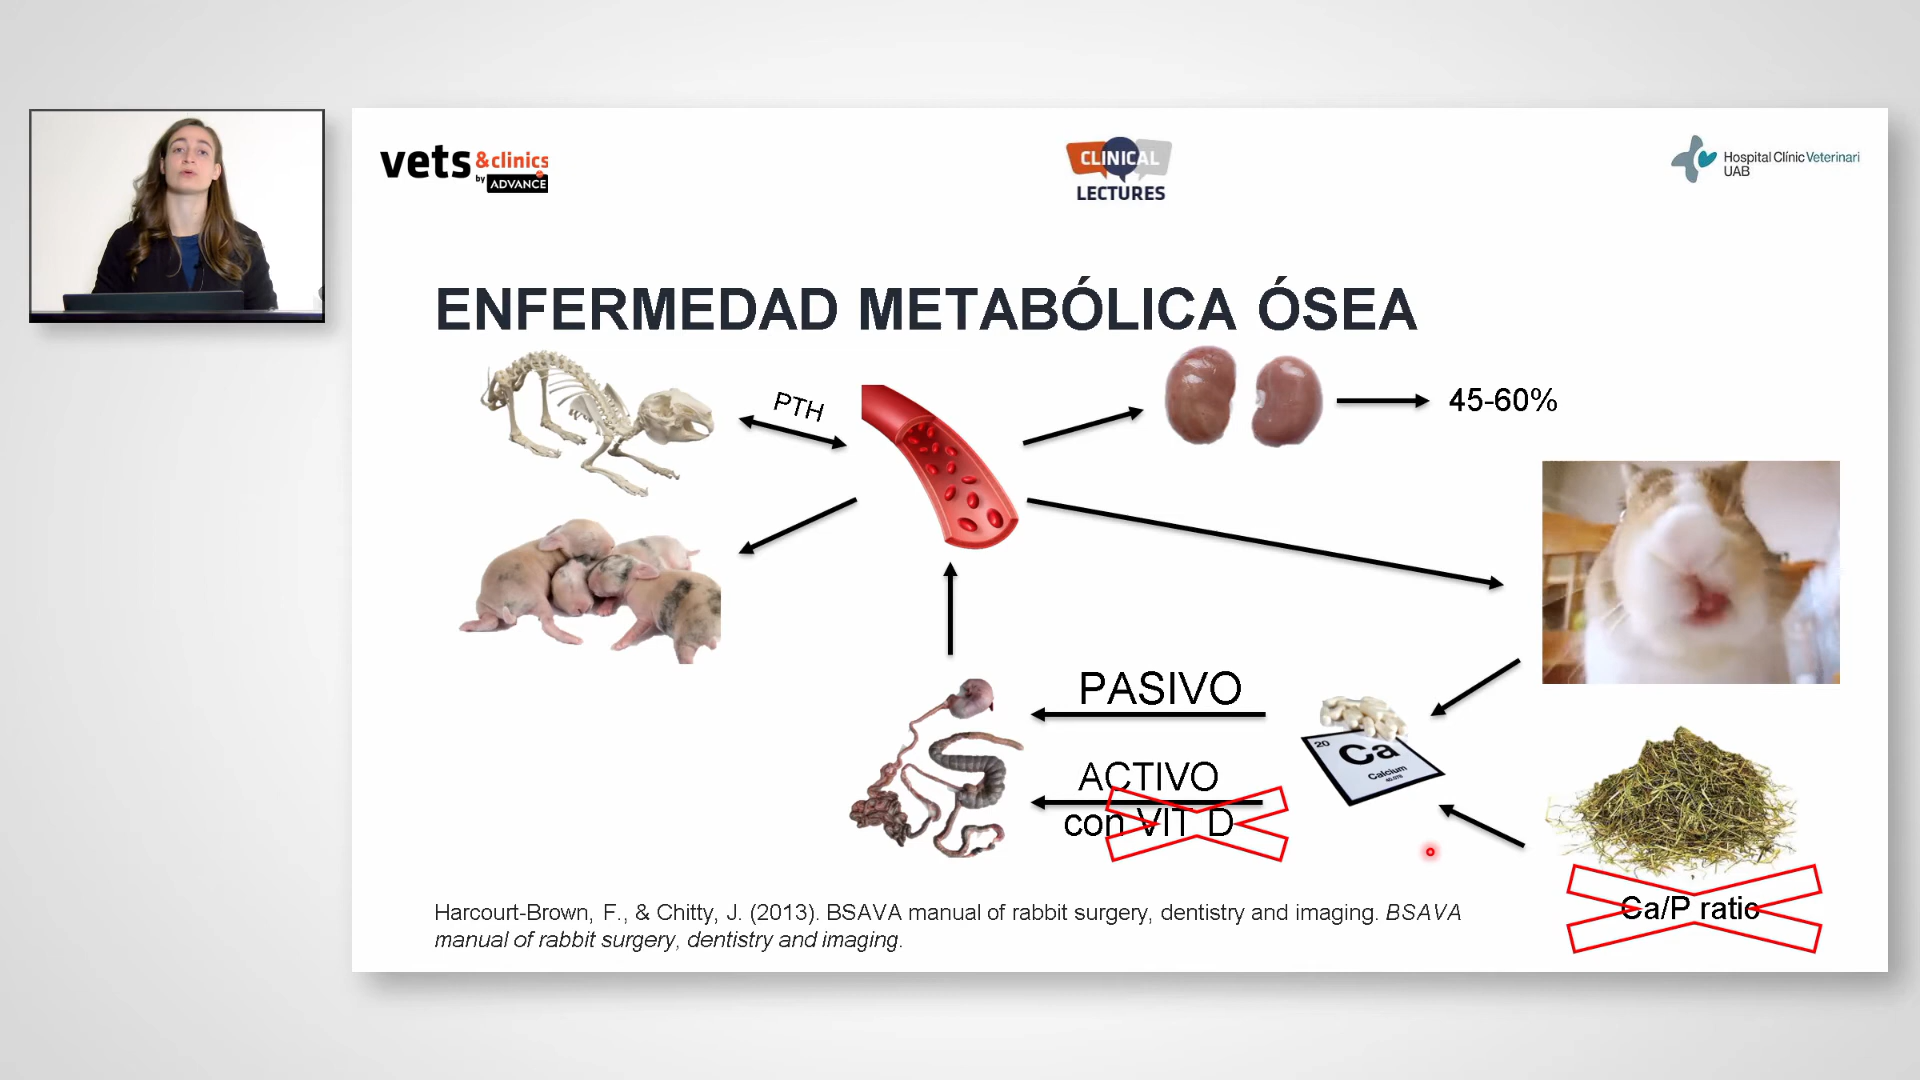 vets &clinics
by ADVANCE
CLINICAL
LECTURES
Hospital Clínic Veterinari
UAB
ENFERMEDAD METABÓLICA ÓSEA
PTH
45-60%
PASIVO
20
Ca
Calcium
ACTIVO
con VIT D
Ca/P ratio
Harcourt-Brown, F., & Chitty, J. (2013). BSAVA manual of rabbit surgery, dentistry and imaging. BSAVA
manual of rabbit surgery, dentistry and imaging.